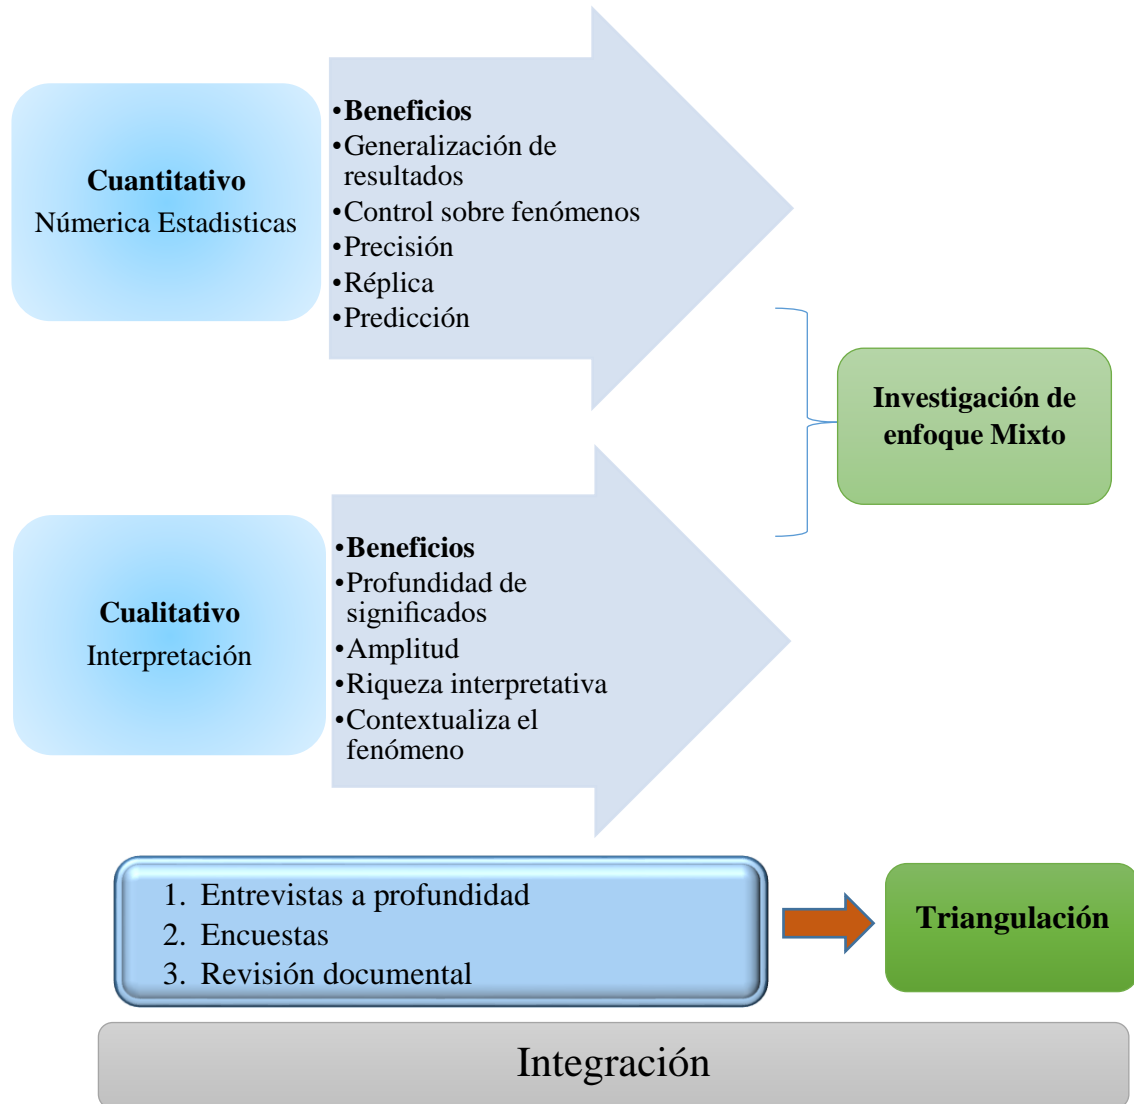 Cuantitativo
Númerica Estadisticas
•Beneficios
•Generalización de
resultados
•Control sobre fenómenos
•Precisión
•Réplica
•Predicción
Investigación de
enfoque Mixto
Cualitativo
Interpretación
•Beneficios
•Profundidad de
significados
•Amplitud
•Riqueza interpretativa
•Contextualiza el
fenómeno
1. Entrevistas a profundidad
2. Encuestas
3. Revisión documental
Triangulación
Integración